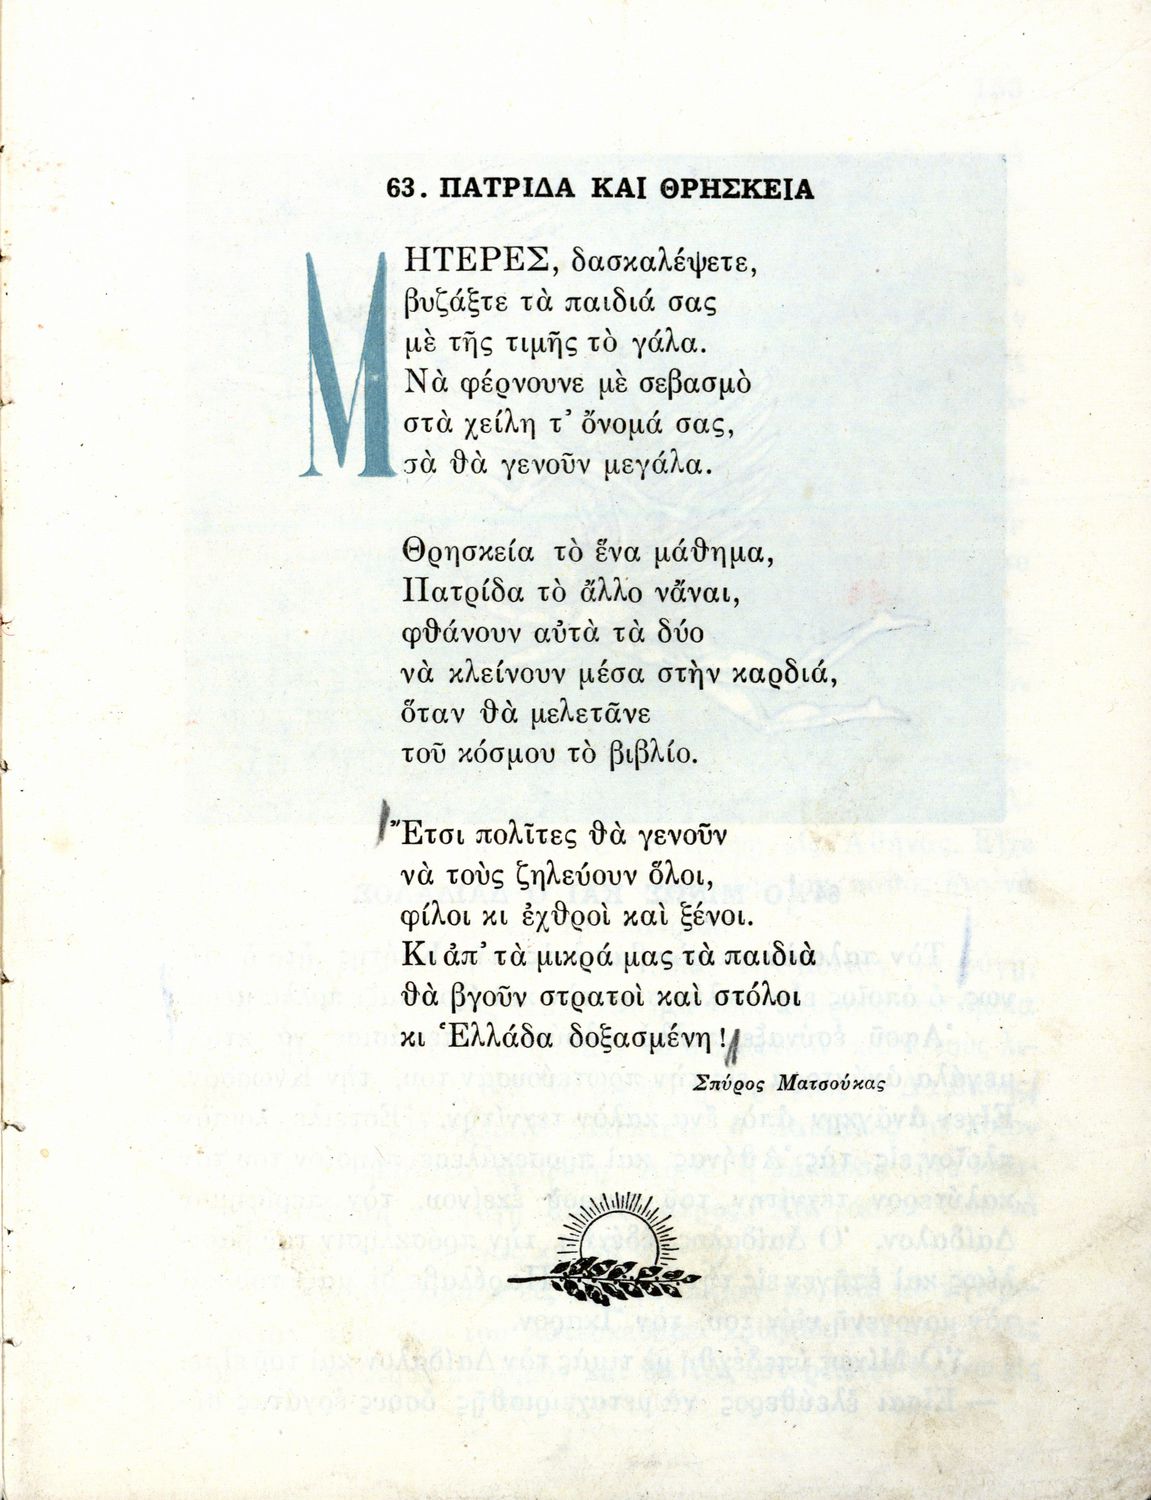 63. ΠΑΤΡΙΔΑ ΚΑΙ ΘΡΗΣΚΕΙΑ
ΜΗΤΕΡΕΣ, δασκαλέψετε,
βυζάξτε τὰ παιδιά σας
μὲ τῆς τιμῆς τὸ γάλα.
Νὰ φέρνουνε μὲ σεβασμὸ
στὰ χείλη τ’ ὄνομά σας,
σὰ θὰ γενοῦν μεγάλα.
Θρησκεία τὸ ἕνα μάθημα,
Πατρίδα τὸ ἄλλο νἄναι,
φθάνουν αὐτὰ τὰ δύο
νὰ κλείνουν μέσα στὴν καρδιά,
ὅταν θὰ μελετᾶνε
τοῦ κόσμου τὸ βιβλίο.
Ἔτσι πολῖτες θὰ γενοῦν
νὰ τοὺς ζηλεύουν ὅλοι,
φίλοι κι ἐχθροὶ καὶ ξένοι.
Κι ἀπ’ τὰ μικρά μας τὰ παιδιὰ
θὰ βγοῦν στρατοὶ καὶ στόλοι
κι Ἑλλάδα δοξασμένη !
Σπύρος Ματσούκας